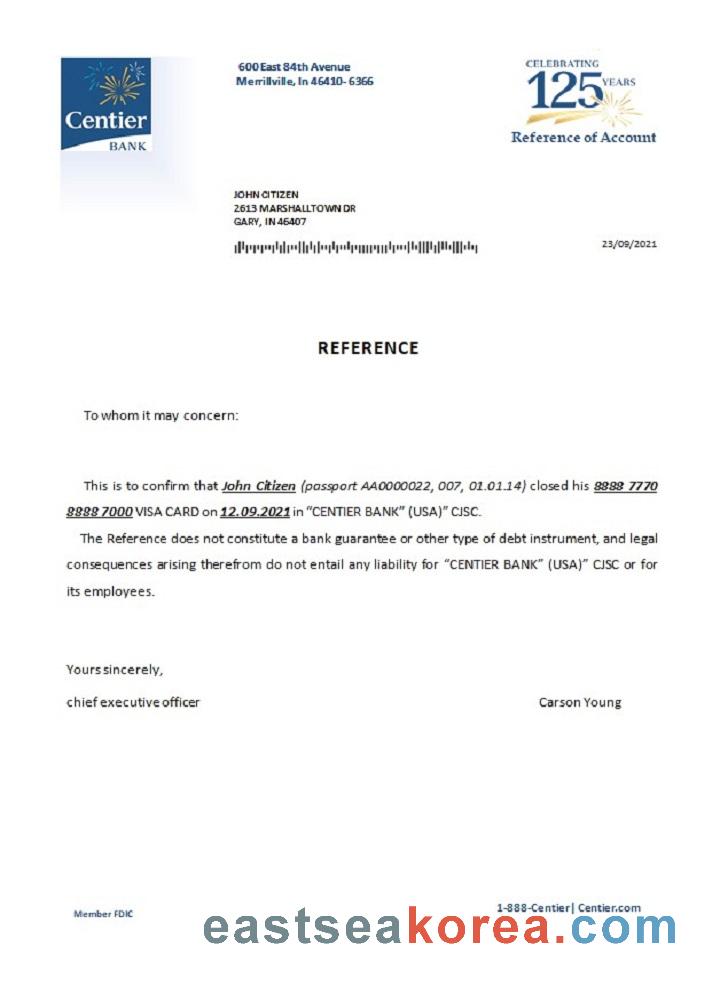 Centier
BANK
600 East 84th Avenue
Merrillville, In 46410- 6366
CELEBRATING
125 YEARS
Reference of Account
JOHN CITIZEN
2613 MARSHALLTOWN DR
GARY, IN 46407
23/09/2021
REFERENCE
To whom it may concern:
This is to confirm that John Citizen (passport AA0000022, 007, 01.01.14) closed his 8888 7770
8888 7000 VISA CARD on 12.09.2021 in “CENTIER BANK” (USA)” CJSC.
The Reference does not constitute a bank guarantee or other type of debt instrument, and legal
consequences arising therefrom do not entail any liability for “CENTIER BANK” (USA)” CJSC or for
its employees.
Yours sincerely,
chief executive officer Carson Young
Member FDIC
1-888-Centier| Centier.com
eastseakorea.com